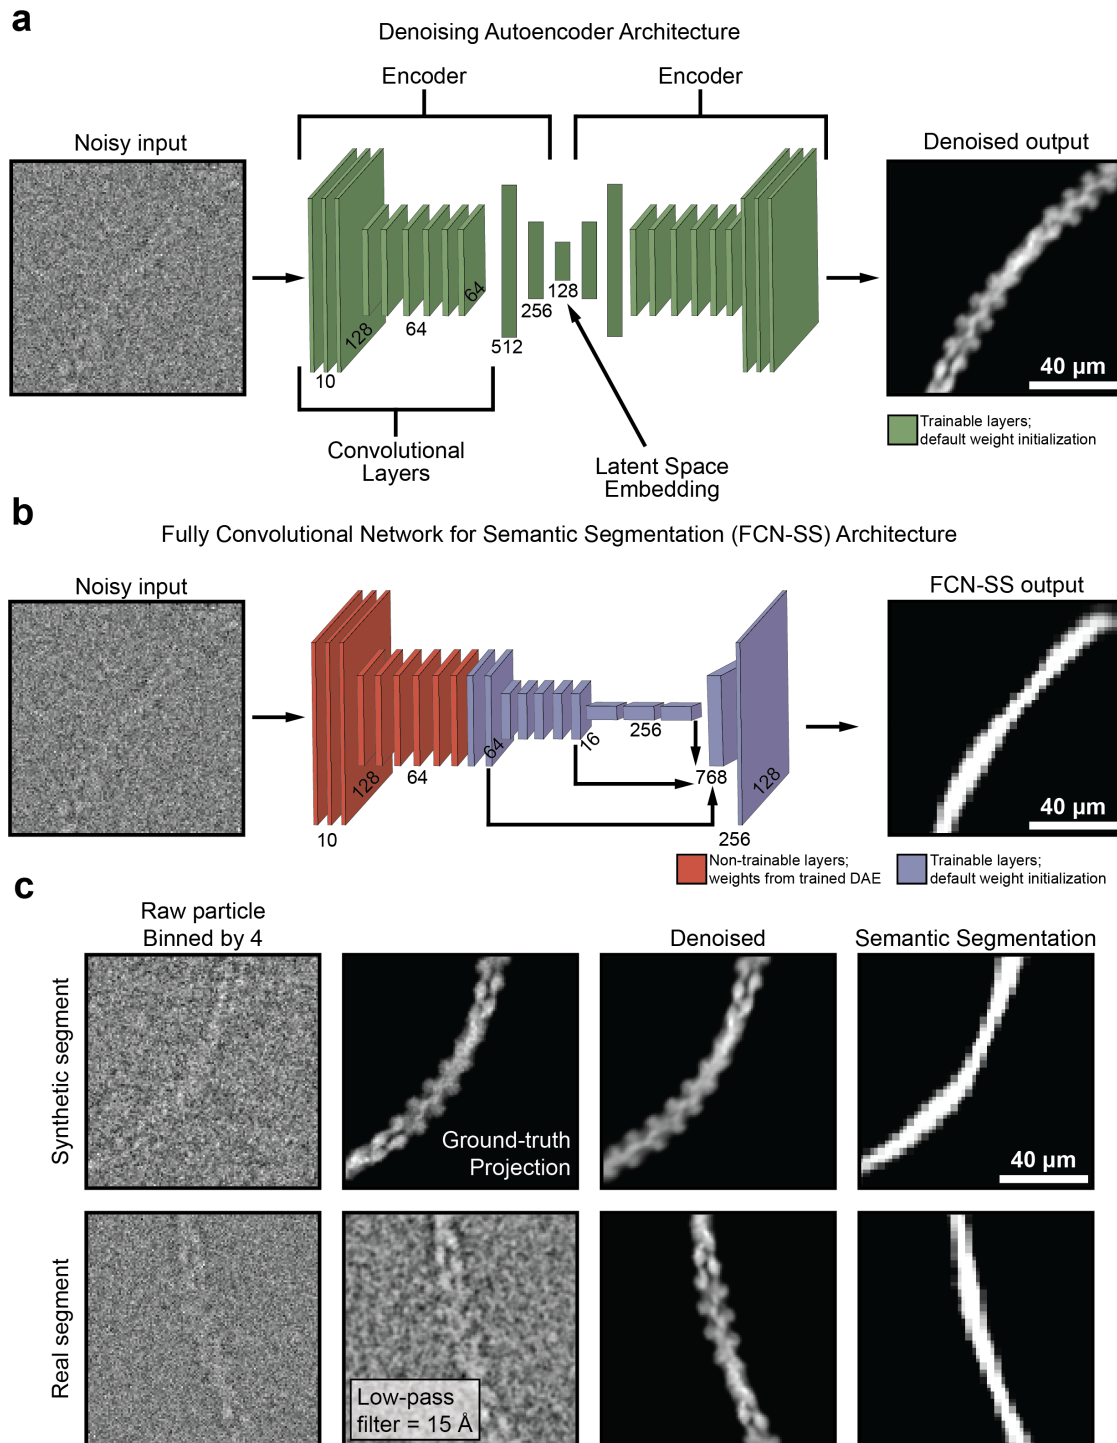 a
Denoising Autoencoder Architecture
Encoder
Encoder
Noisy input
Denoised output
10
128
64
64
512
256
128
40 µm
Convolutional
Layers
Latent Space
Embedding
Trainable layers;
default weight initialization
b
Fully Convolutional Network for Semantic Segmentation (FCN-SS) Architecture
Noisy input
FCN-SS output
10
128
64
64
16
256
768
256
128
40 µm
Non-trainable layers;
weights from trained DAE
Trainable layers;
default weight initialization
c
Raw particle
Binned by 4
Denoised
Semantic Segmentation
Synthetic segment
Ground-truth
Projection
40 µm
Real segment
Low-pass
filter = 15 Å